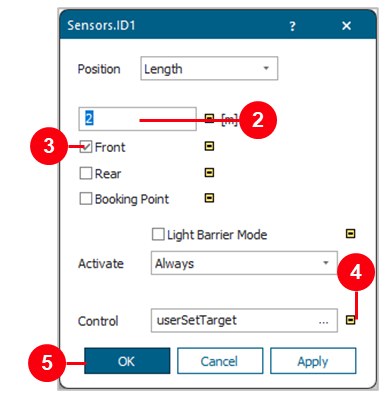 Sensors.ID1 ? ×
Position Length
2 [m] 2
3 Front
Rear
Booking Point
Light Barrier Mode
Activate Always
4
Control userSetTarget ...
5 OK Cancel Apply